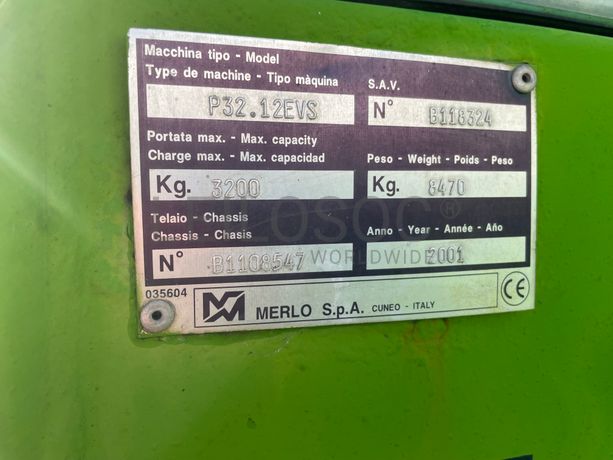 Macchina tipo - Model
Type de machine - Tipo màquina
P32.12EVS
S.A.V.
N° B118324
Portata max. - Max. capacity
Charge max. - Max. capacidad
Kg. 3200
Peso - Weight - Poids - Peso
Kg. 8470
Telaio - Chassis
Chassis - Chasis
N° B1108547
Anno - Year - Année - Año
2001
035604
MERLO S.p.A. CUNEO - ITALY
CE
LOSOC®
WORLDWIDE